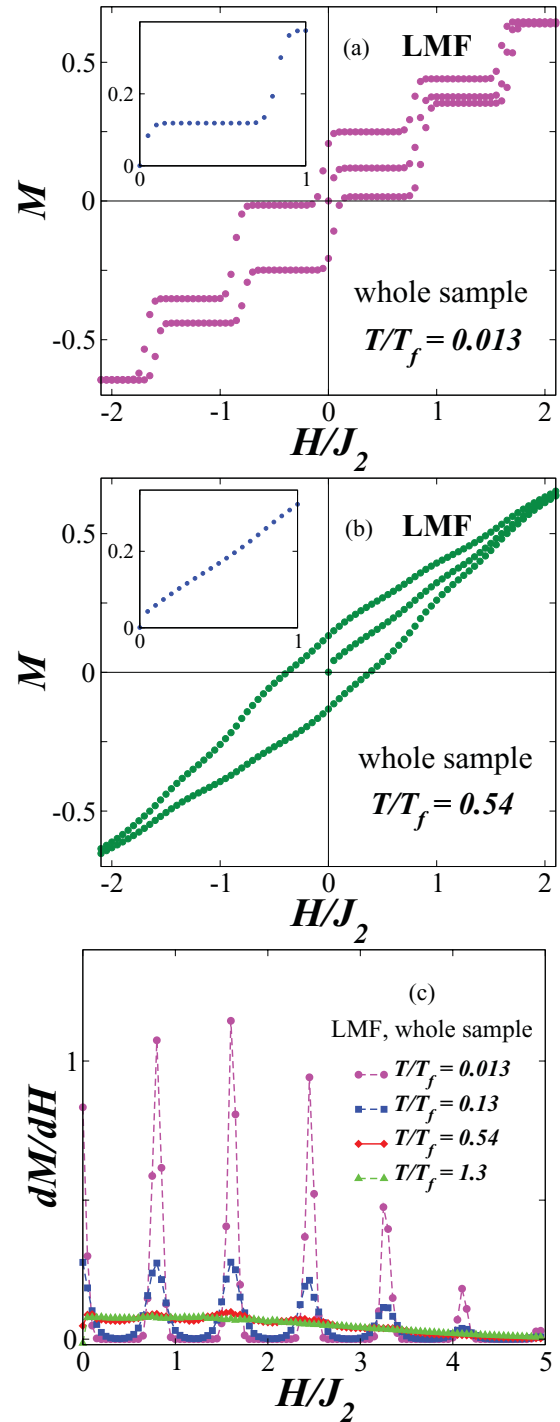 (a) LMF
0.5
0.2
0
0 1
M
0
whole sample
T/T_f = 0.013
-0.5
-2 -1 0 1 2
H/J_2
(b) LMF
0.5
0.2
0
0 1
M
0
whole sample
T/T_f = 0.54
-0.5
-2 -1 0 1 2
H/J_2
(c)
LMF, whole sample
T/T_f = 0.013
T/T_f = 0.13
T/T_f = 0.54
T/T_f = 1.3
dM/dH
1
0
0 1 2 3 4 5
H/J_2